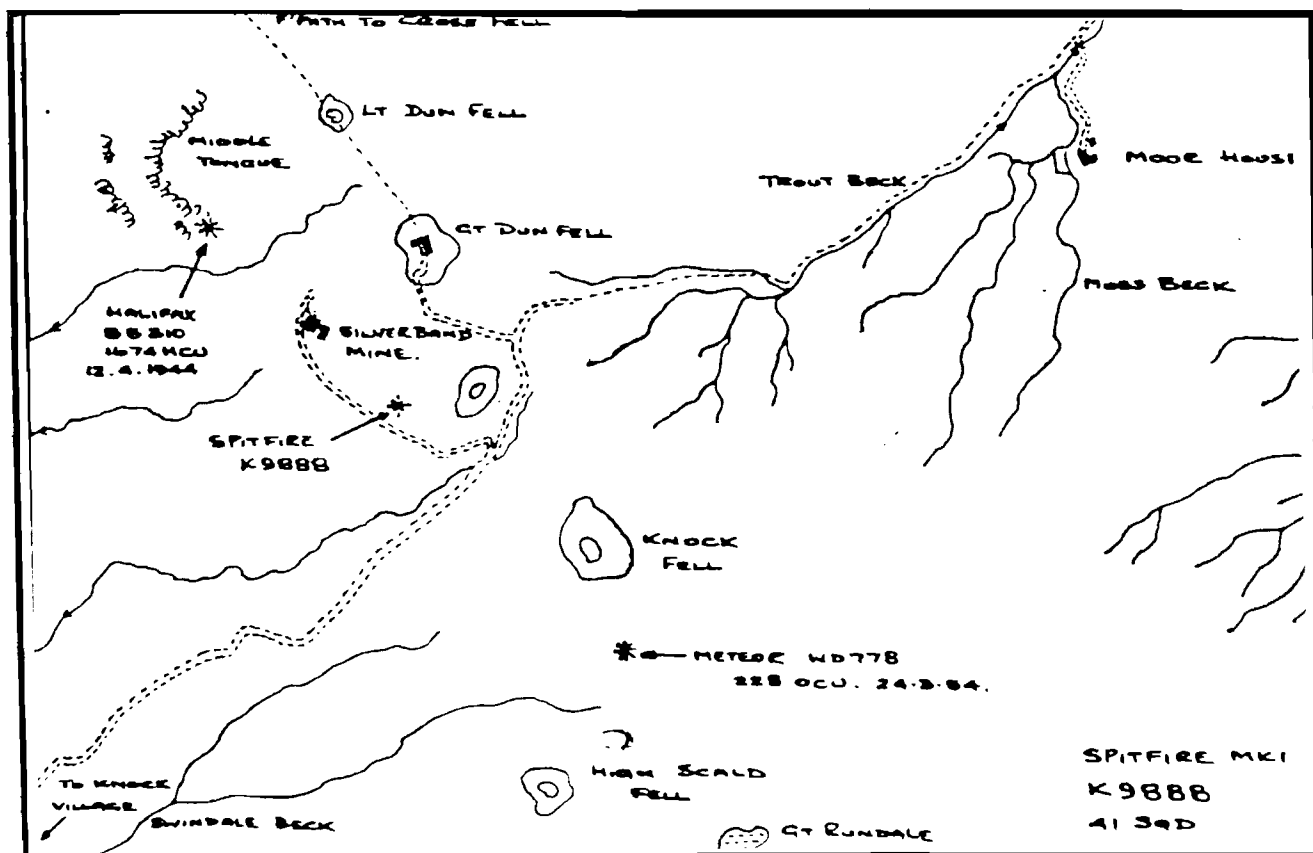 PATH TO CROSS FELL
LT DUN FELL
MIDDLE
TONGUE
MOOR HOUSE
TROUT BECK
GT DUN FELL
MOSS BECK
HALIFAX
BB310
1674 HCU
12.4.1944
SILVERBAND
MINE.
SPITFIRE
K9888
KNOCK
FELL
METEOR WD778
228 OCU. 24.3.54.
HIGH SCALD
FELL
TO KNOCK
VILLAGE
SWINDALE BECK
GT RUNDALE
SPITFIRE MK1
K9888
41 SQD